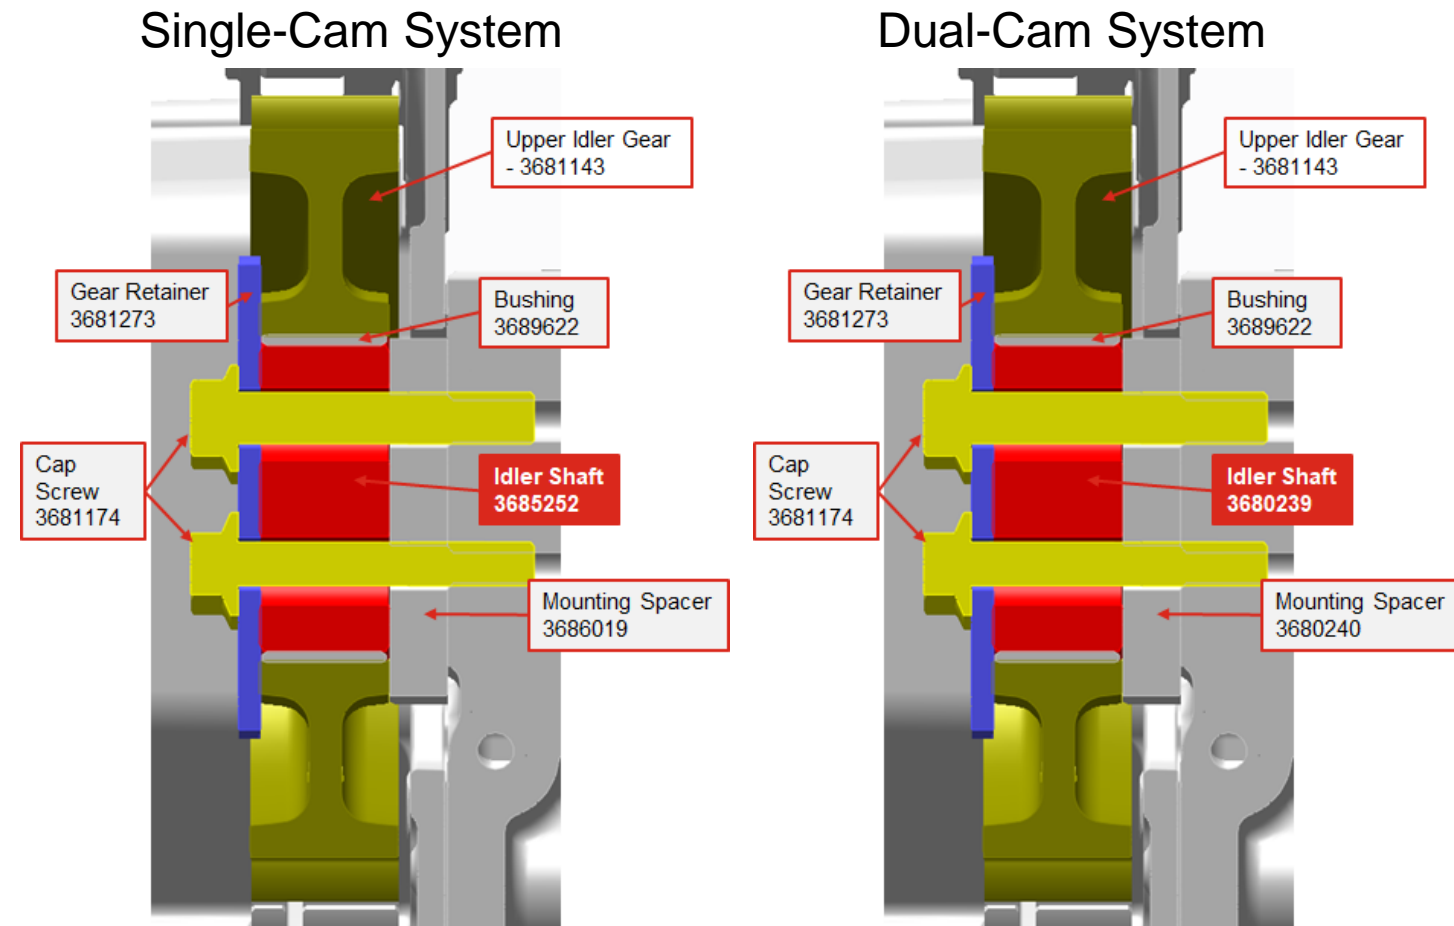 Single-Cam System
Upper Idler Gear
- 3681143
Gear Retainer
3681273
Bushing
3689622
Cap
Screw
3681174
Idler Shaft
3685252
Mounting Spacer
3686019
Dual-Cam System
Upper Idler Gear
- 3681143
Gear Retainer
3681273
Bushing
3689622
Cap
Screw
3681174
Idler Shaft
3680239
Mounting Spacer
3680240